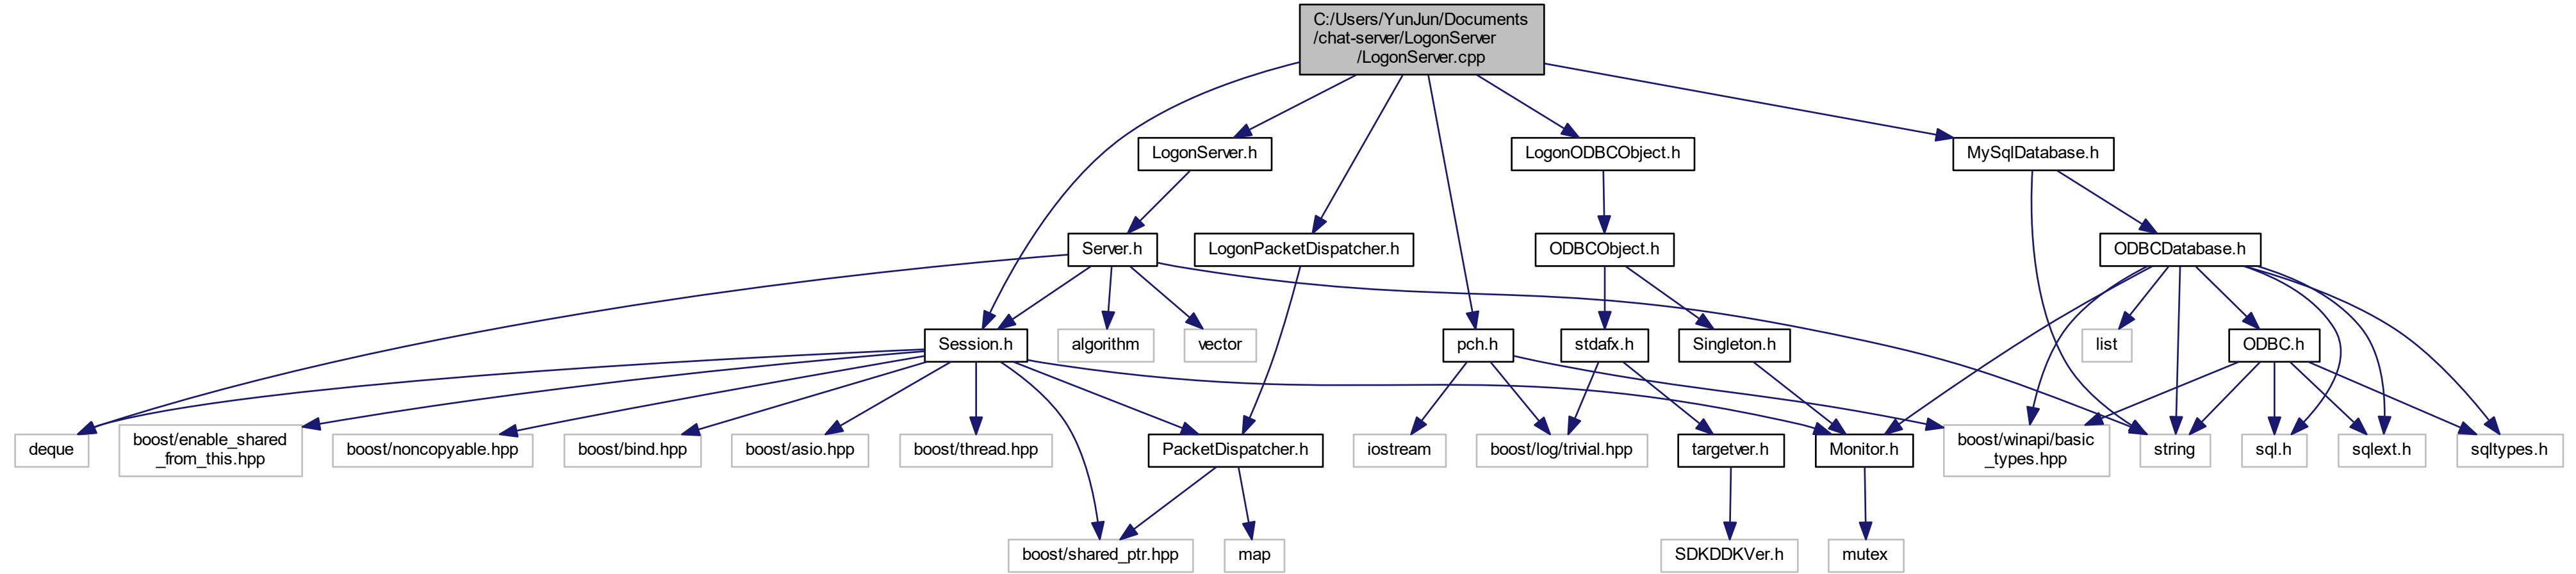 C:/Users/YunJun/Documents
/chat-server/LogonServer
/LogonServer.cpp
LogonServer.h
LogonODBCObject.h
MySqlDatabase.h
Server.h
LogonPacketDispatcher.h
ODBCObject.h
ODBCDatabase.h
Session.h
algorithm
vector
pch.h
stdafx.h
Singleton.h
list
ODBC.h
deque
boost/enable_shared
_from_this.hpp
boost/noncopyable.hpp
boost/bind.hpp
boost/asio.hpp
boost/thread.hpp
PacketDispatcher.h
iostream
boost/log/trivial.hpp
targetver.h
Monitor.h
boost/winapi/basic
_types.hpp
string
sql.h
sqlext.h
sqltypes.h
boost/shared_ptr.hpp
map
SDKDDKVer.h
mutex